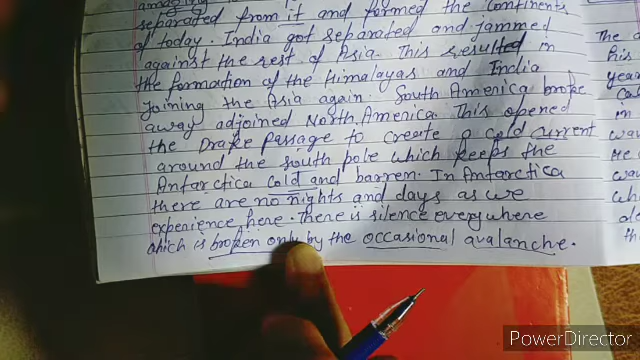 separated from it and formed the continents
of today. India got separated and jammed
against the rest of Asia. This resulted in
the formation of the Himalayas and India
Joining the Asia again. South America broke
away adjoined North America. This opened
the Drake Passage to create a cold current
around the south pole which keeps the
Antarctica cold and barren. In Antarctica
there are no nights and days as we
experience here. There is silence everywhere
which is broken only by the occasional avalanche.
The
his
year
in
PowerDirector